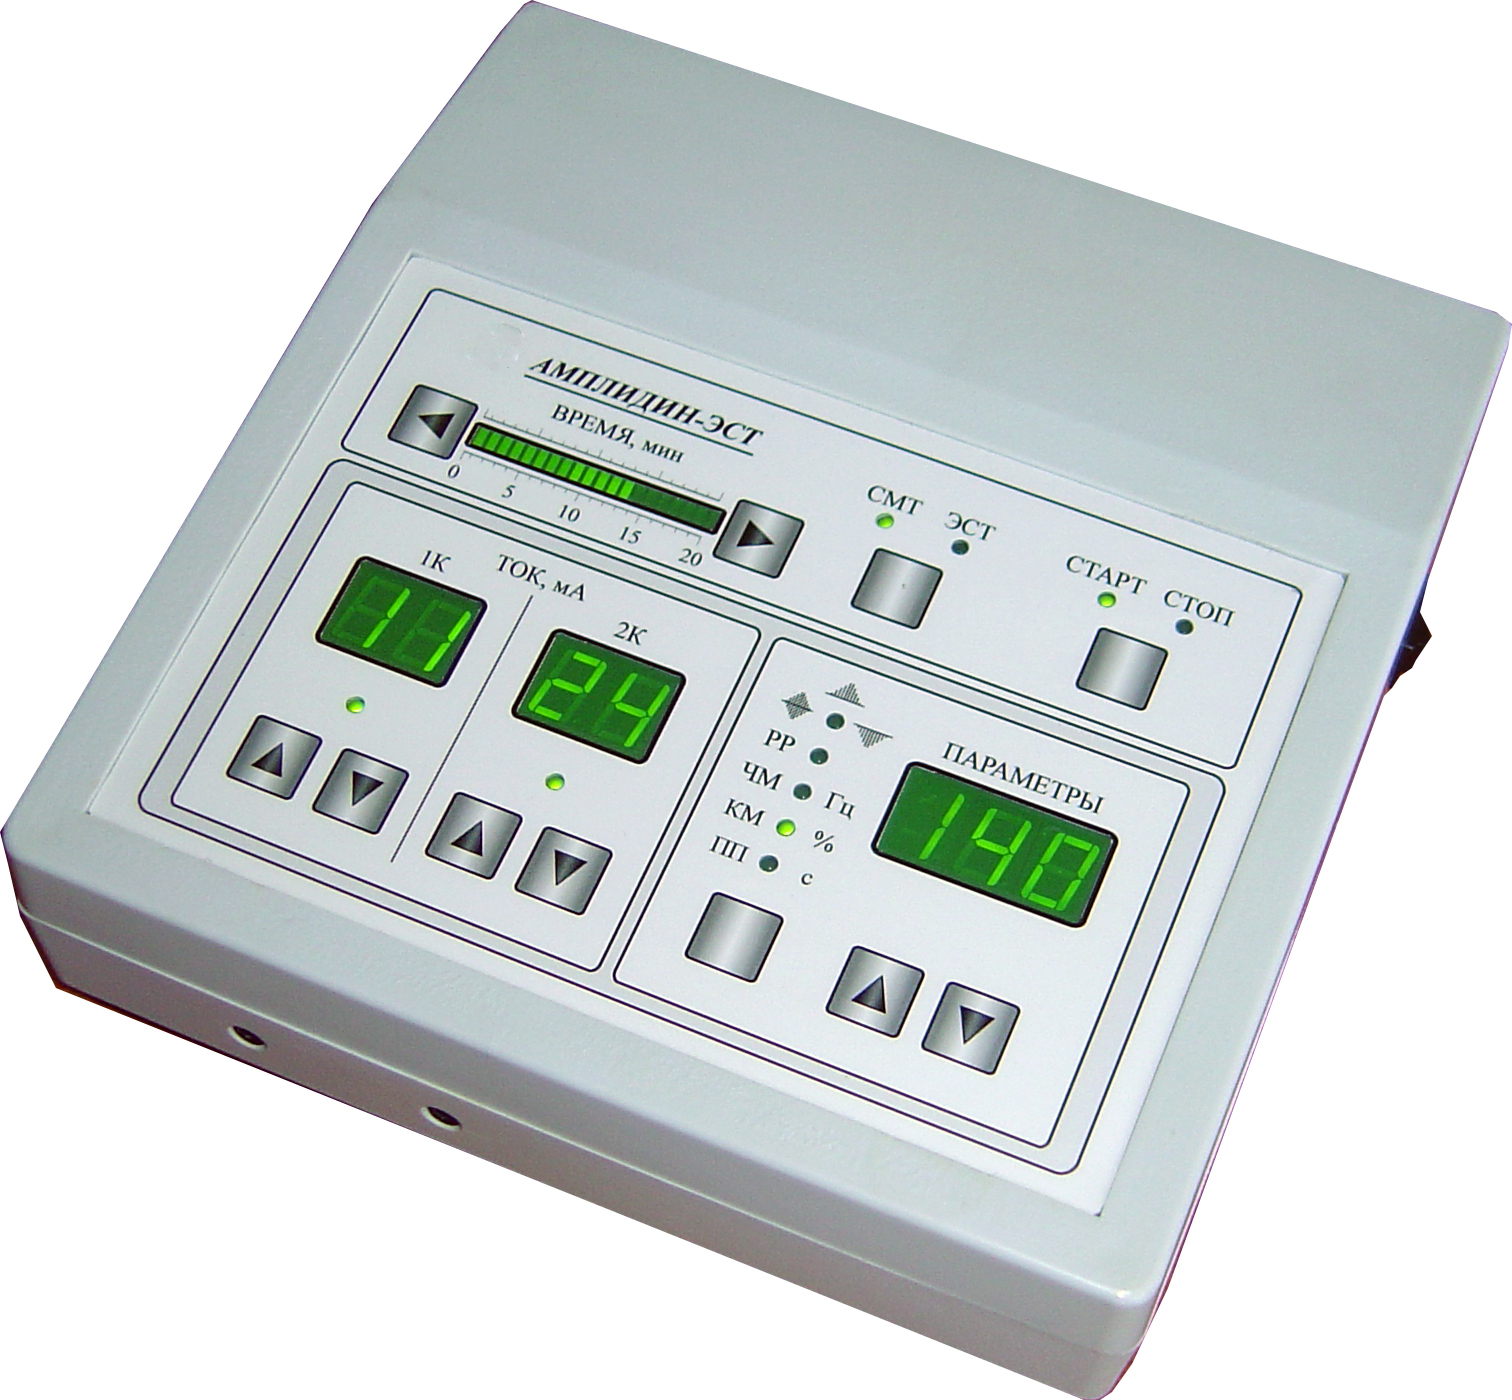 АМПЛИДИН-ЭСТ
ВРЕМЯ, мин
0 5 10 15 20
СМТ ЭСТ
СТАРТ СТОП
ТОК, мА
1К
11
2К
24
ПАРАМЕТРЫ
140
РР
ЧМ Гц
КМ %
ПП с